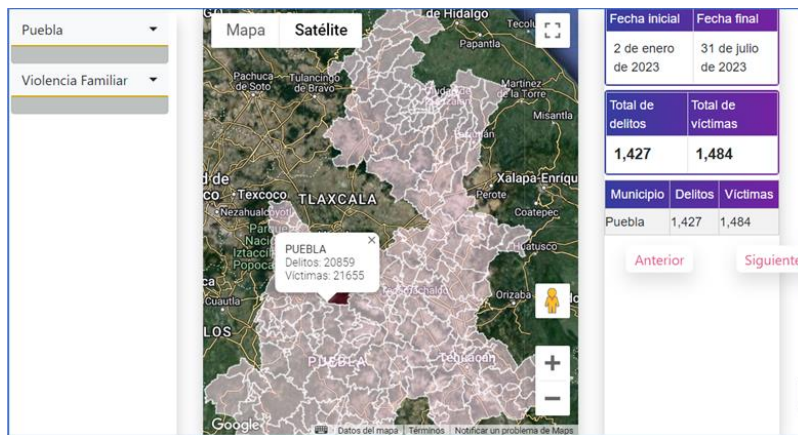 Puebla
Violencia Familiar
Mapa
Satélite
de Hidalgo
Papantla
Pachuca
de Soto
Tulancingo
de Bravo
Martínez
de la Torre
Misantla
Xalapa-Enríqu
Perote
Coatepec
Texcoco
TLAXCALA
Nezahualcóyotl
Huatusco
PUEBLA
Delitos: 20859
Víctimas: 21655
×
Cuautla
Orizaba
LOS
PUEBLA
Tehuacán
+
−
Google
Datos del mapa
Términos
Notificar un problema de Maps
Fecha inicial
Fecha final
2 de enero
de 2023
31 de julio
de 2023
Total de
delitos
Total de
víctimas
1,427
1,484
Municipio Delitos Víctimas
Puebla 1,427 1,484
Anterior
Siguiente